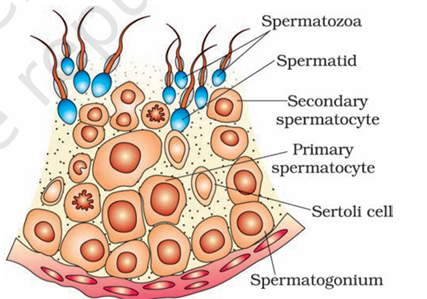 Spermatozoa
Spermatid
Secondary
spermatocyte
Primary
spermatocyte
Sertoli cell
Spermatogonium